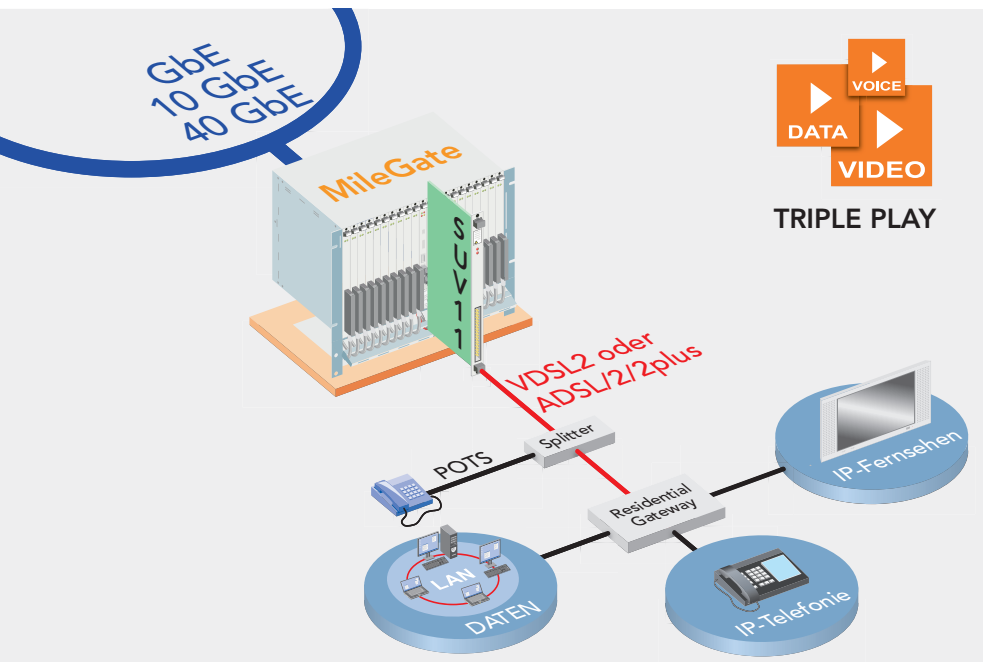 GbE
10 GbE
40 GbE
MileGate
SUV11
VOICE
DATA
VIDEO
TRIPLE PLAY
VDSL2 oder
ADSL/2/2plus
Splitter
POTS
Residential
Gateway
IP-Fernsehen
LAN
DATEN
IP-Telefonie